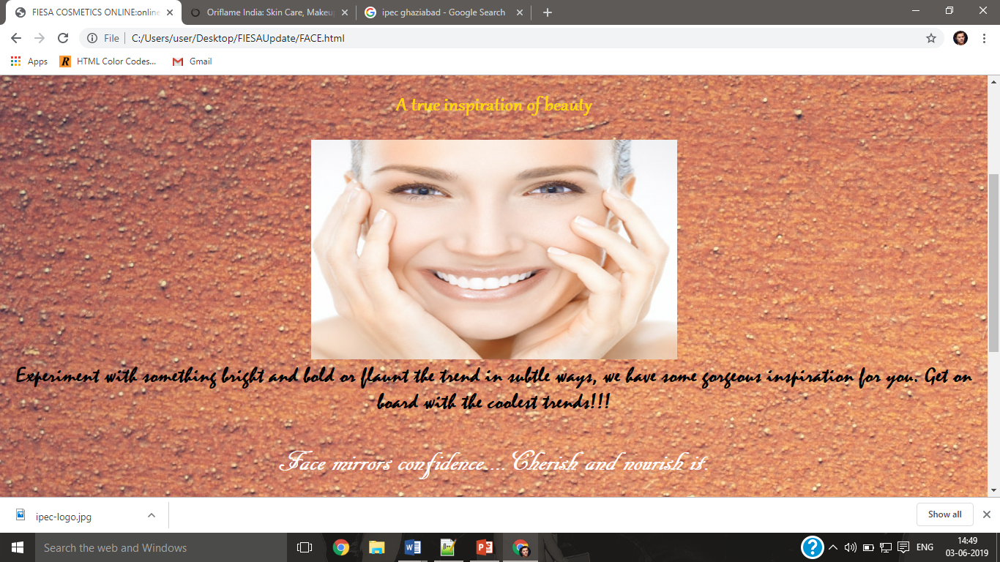 FIESA COSMETICS ONLINE:online
Oriflame India: Skin Care, Makeup
ipec ghaziabad - Google Search
File
C:/Users/user/Desktop/FIESAUpdate/FACE.html
Apps
HTML Color Codes...
Gmail
A true inspiration of beauty
Experiment with something bright and bold or flaunt the trend in subtle ways, we have some gorgeous inspiration for you. Get on
board with the coolest trends!!!
Face mirrors confidence....Cherish and nourish it.
ipec-logo.jpg
Show all
Search the web and Windows
ENG
14:49
03-06-2019